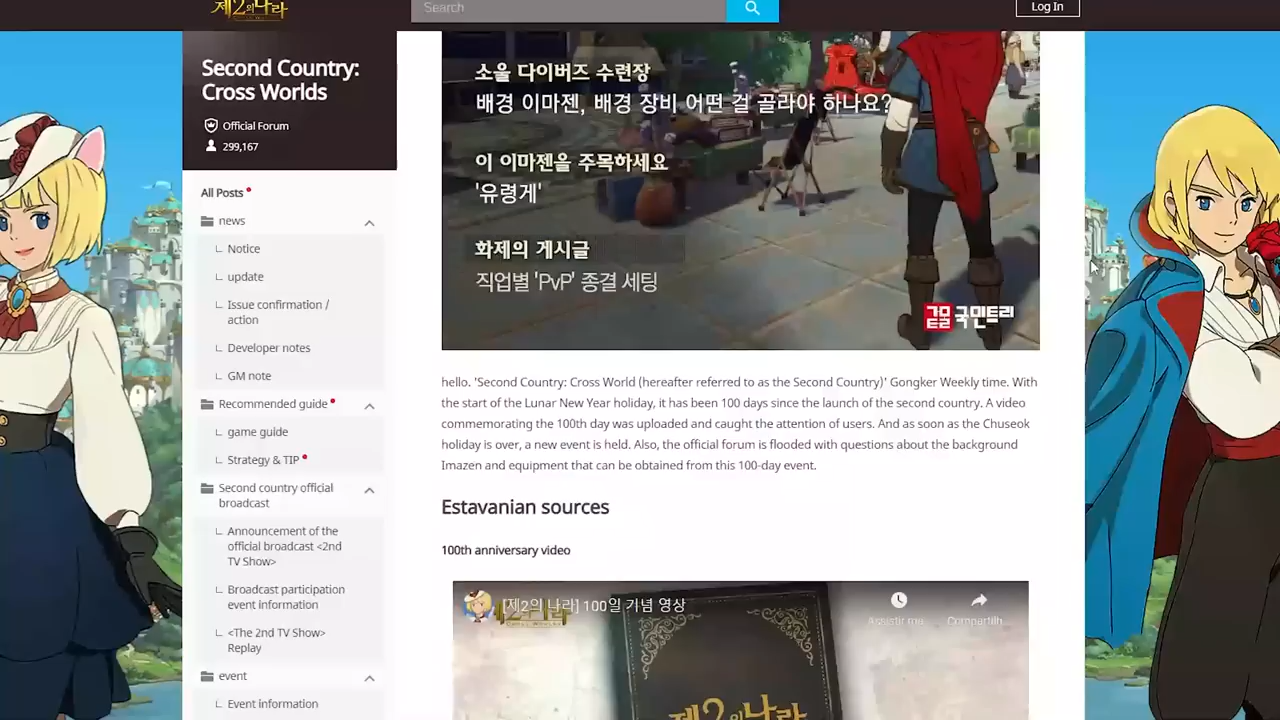 제2의나라
Search
Log In
Second Country:
Cross Worlds
Official Forum
299,167
All Posts
news
Notice
update
Issue confirmation /
action
Developer notes
GM note
Recommended guide
game guide
Strategy & TIP
Second country official
broadcast
Announcement of the
official broadcast <2nd
TV Show>
Broadcast participation
event information
<The 2nd TV Show>
Replay
event
Event information
소울 다이버즈 수련장
배경 이마젠, 배경 장비 어떤 걸 골라야 하나요?
이 이마젠을 주목하세요
'유령게'
화제의 게시글
직업별 'PvP' 종결 세팅
국민트리
hello. 'Second Country: Cross World (hereafter referred to as the Second Country)' Gongker Weekly time. With
the start of the Lunar New Year holiday, it has been 100 days since the launch of the second country. A video
commemorating the 100th day was uploaded and caught the attention of users. And as soon as the Chuseok
holiday is over, a new event is held. Also, the official forum is flooded with questions about the background
Imazen and equipment that can be obtained from this 100-day event.
Estavanian sources
100th anniversary video
[제2의 나라] 100일 기념 영상
Assistir ma...
Compartilh...
제2의나라